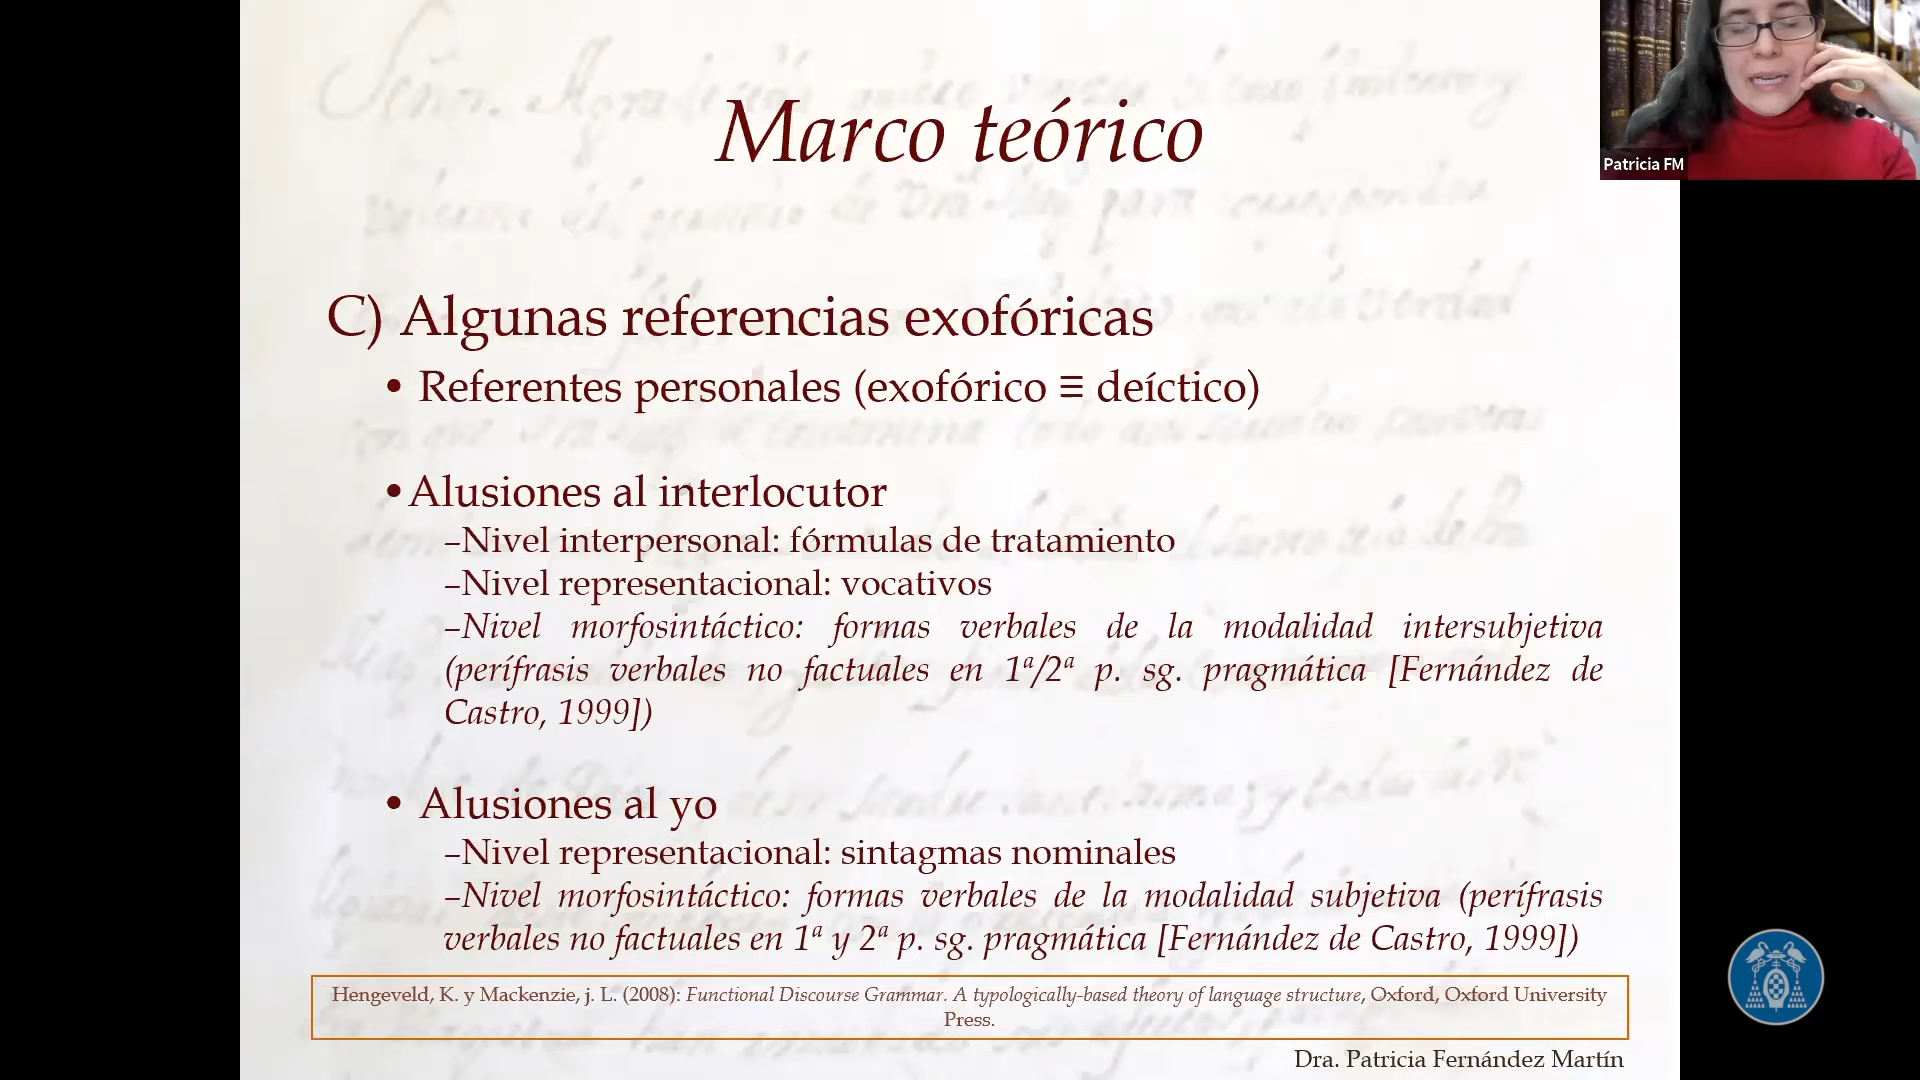 Marco teórico
Patricia FM
C) Algunas referencias exofóricas
• Referentes personales (exofórico ≡ deíctico)
•Alusiones al interlocutor
–Nivel interpersonal: fórmulas de tratamiento
–Nivel representacional: vocativos
–Nivel morfosintáctico: formas verbales de la modalidad intersubjetiva
(perífrasis verbales no factuales en 1ª/2ª p. sg. pragmática [Fernández de
Castro, 1999])
• Alusiones al yo
–Nivel representacional: sintagmas nominales
–Nivel morfosintáctico: formas verbales de la modalidad subjetiva (perífrasis
verbales no factuales en 1ª y 2ª p. sg. pragmática [Fernández de Castro, 1999])
Hengeveld, K. y Mackenzie, j. L. (2008): Functional Discourse Grammar. A typologically-based theory of language structure, Oxford, Oxford University
Press.
Dra. Patricia Fernández Martín